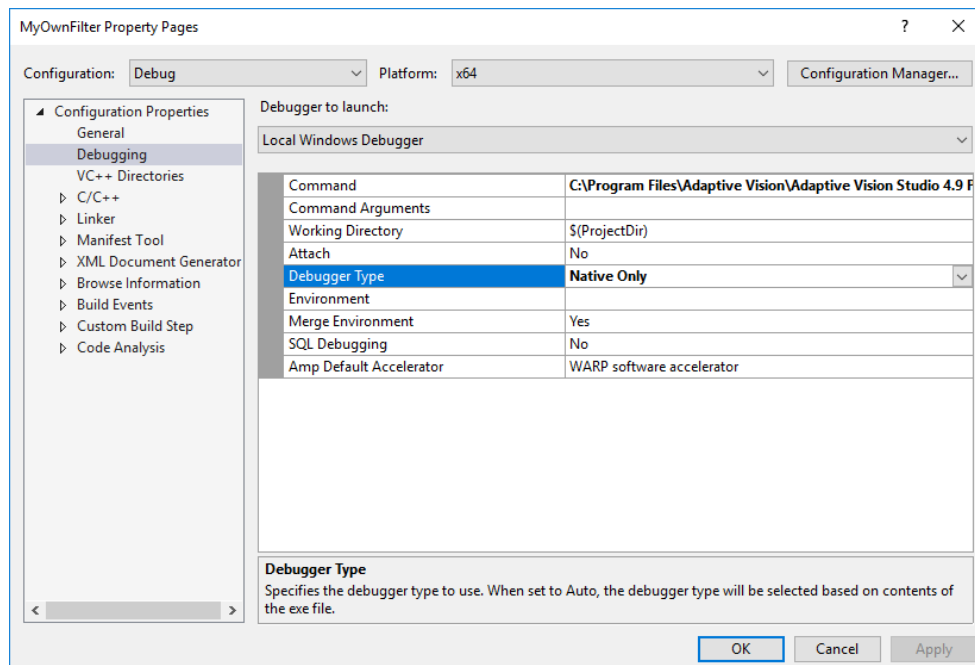 MyOwnFilter Property Pages
Configuration: Debug Platform: x64 Configuration Manager...
Configuration Properties
General
Debugging
VC++ Directories
C/C++
Linker
Manifest Tool
XML Document Generator
Browse Information
Build Events
Custom Build Step
Code Analysis
Debugger to launch:
Local Windows Debugger
Command C:\Program Files\Adaptive Vision\Adaptive Vision Studio 4.9 F
Command Arguments
Working Directory $(ProjectDir)
Attach No
Debugger Type Native Only
Environment
Merge Environment Yes
SQL Debugging No
Amp Default Accelerator WARP software accelerator
Debugger Type
Specifies the debugger type to use. When set to Auto, the debugger type will be selected based on contents of
the exe file.
OK Cancel Apply